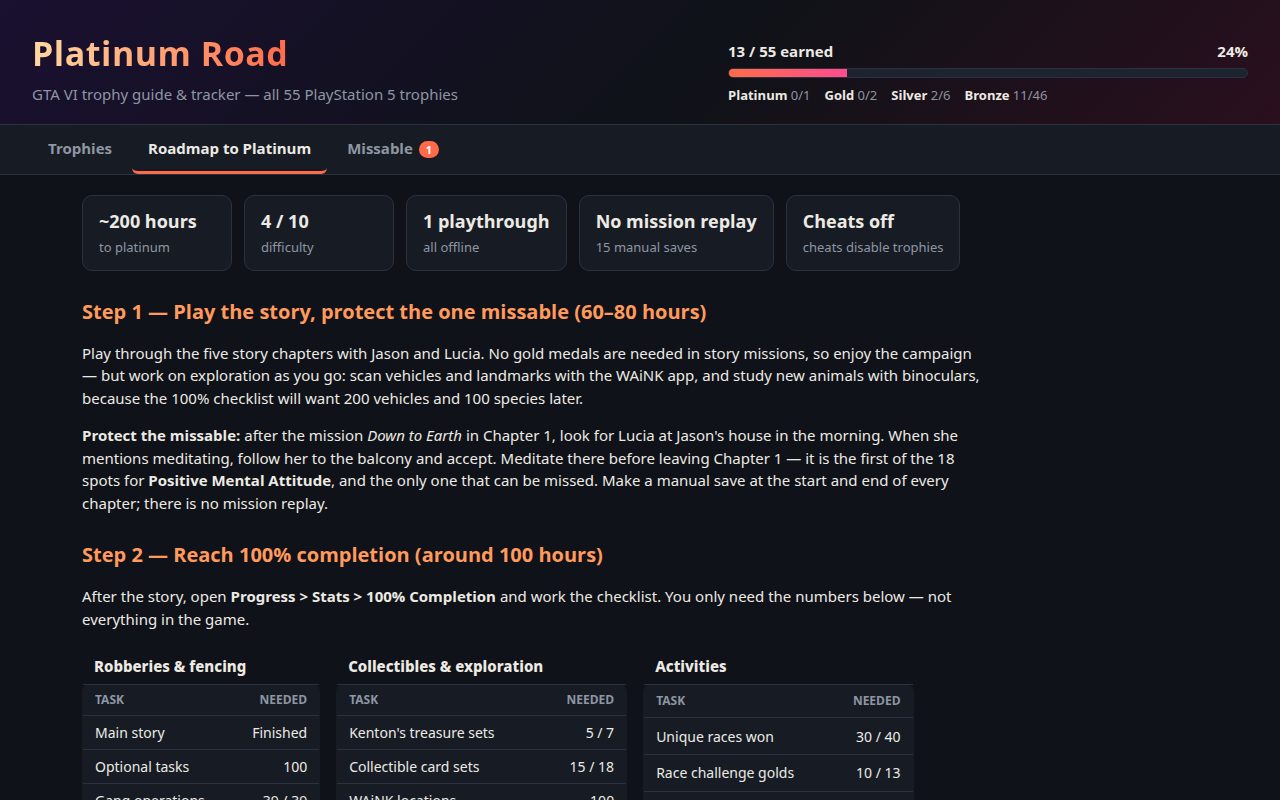 Platinum Road
GTA VI trophy guide & tracker — all 55 PlayStation 5 trophies
13 / 55 earned
24%
Platinum 0/1 Gold 0/2 Silver 2/6 Bronze 11/46
Trophies
Roadmap to Platinum
Missable 1
~200 hours
to platinum
4 / 10
difficulty
1 playthrough
all offline
No mission replay
15 manual saves
Cheats off
cheats disable trophies
Step 1 — Play the story, protect the one missable (60–80 hours)
Play through the five story chapters with Jason and Lucia. No gold medals are needed in story missions, so enjoy the campaign
— but work on exploration as you go: scan vehicles and landmarks with the WAiNK app, and study new animals with binoculars,
because the 100% checklist will want 200 vehicles and 100 species later.
Protect the missable: after the mission Down to Earth in Chapter 1, look for Lucia at Jason's house in the morning. When she
mentions meditating, follow her to the balcony and accept. Meditate there before leaving Chapter 1 — it is the first of the 18
spots for Positive Mental Attitude, and the only one that can be missed. Make a manual save at the start and end of every
chapter; there is no mission replay.
Step 2 — Reach 100% completion (around 100 hours)
After the story, open Progress > Stats > 100% Completion and work the checklist. You only need the numbers below — not
everything in the game.
Robberies & fencing
TASK NEEDED
Main story Finished
Optional tasks 100
Gang operations 39 / 39
Collectibles & exploration
TASK NEEDED
Kenton's treasure sets 5 / 7
Collectible card sets 15 / 18
WAiNK locations 100
Activities
TASK NEEDED
Unique races won 30 / 40
Race challenge golds 10 / 13